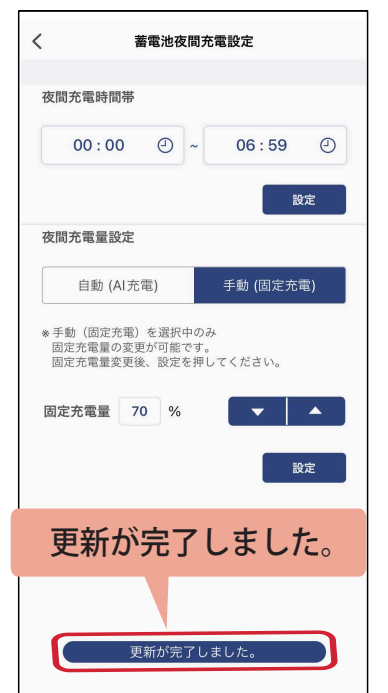 蓄電池夜間充電設定
夜間充電時間帯
00 : 00 ~ 06 : 59
設定
夜間充電量設定
自動 (AI充電) 手動 (固定充電)
※手動（固定充電）を選択中のみ
固定充電量の変更が可能です。
固定充電量変更後、設定を押してください。
固定充電量 70 %
設定
更新が完了しました。
更新が完了しました。